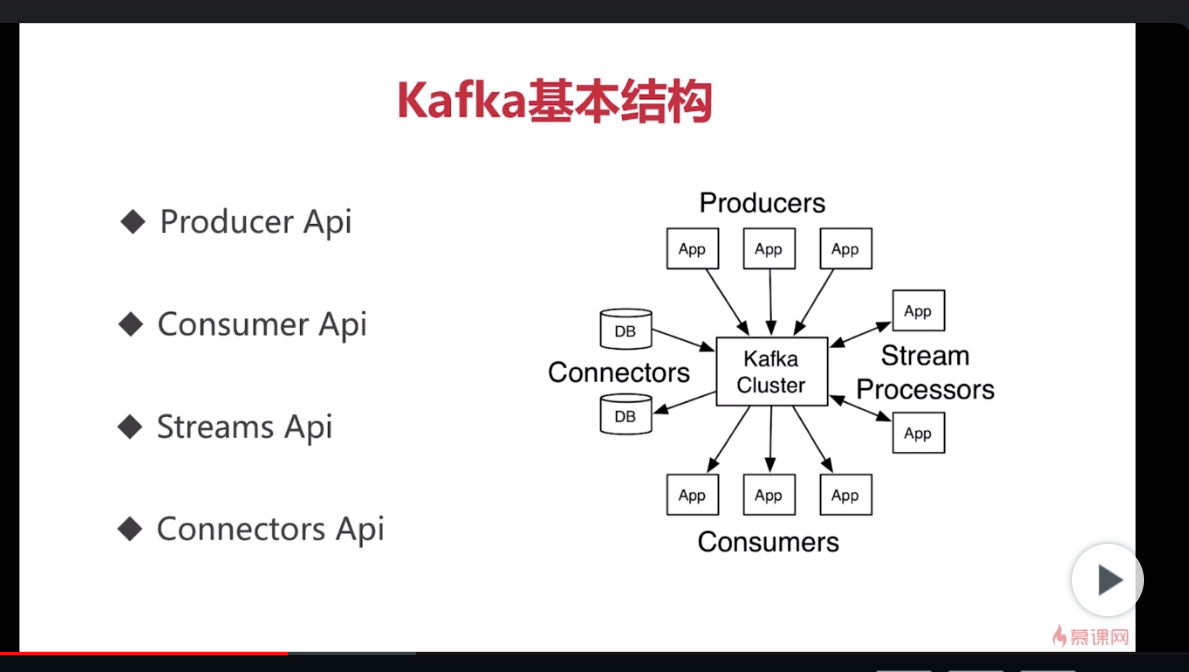 Kafka基本结构
Producer Api
Consumer Api
Streams Api
Connectors Api
Producers
App
App
App
DB
App
Connectors
Kafka
Cluster
Stream
Processors
DB
App
App
App
App
Consumers
慕课网